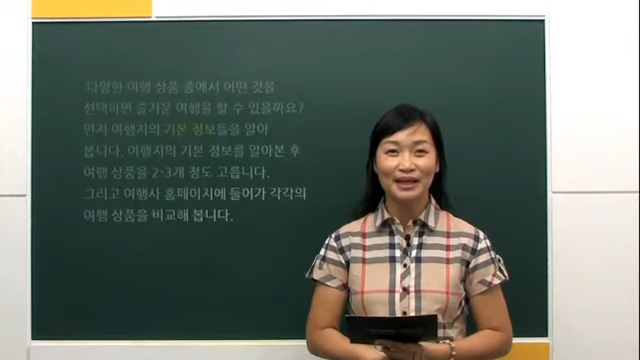 다양한 여행 상품 중에서 어떤 것을
선택하면 즐거운 여행을 할 수 있을까요?
먼저 여행지의 기본 정보들을 알아
봅니다. 여행지의 기본 정보를 알아본 후
여행 상품을 2-3개 정도 고릅니다.
그리고 여행사 홈페이지에 들어가 각각의
여행 상품을 비교해 봅니다.